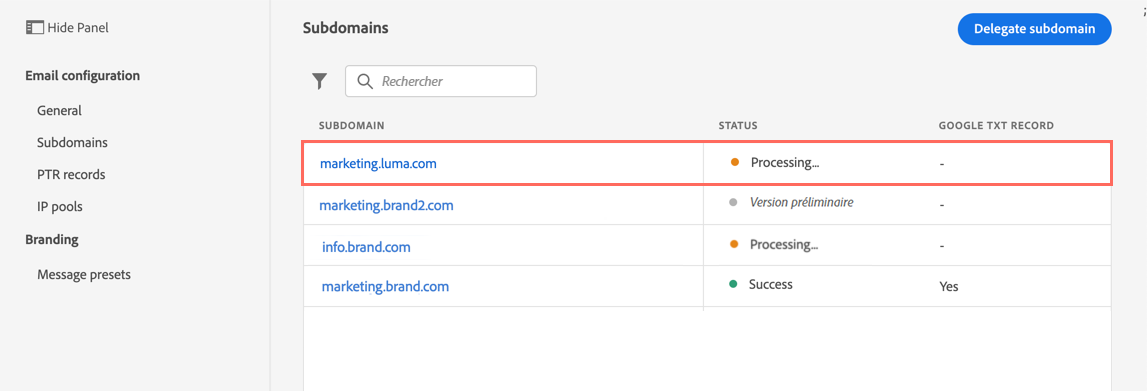 Hide Panel
Email configuration
General
Subdomains
PTR records
IP pools
Branding
Message presets
Subdomains
Delegate subdomain
Rechercher
SUBDOMAIN STATUS GOOGLE TXT RECORD
marketing.luma.com Processing... -
marketing.brand2.com Version préliminaire -
info.brand.com Processing... -
marketing.brand.com Success Yes